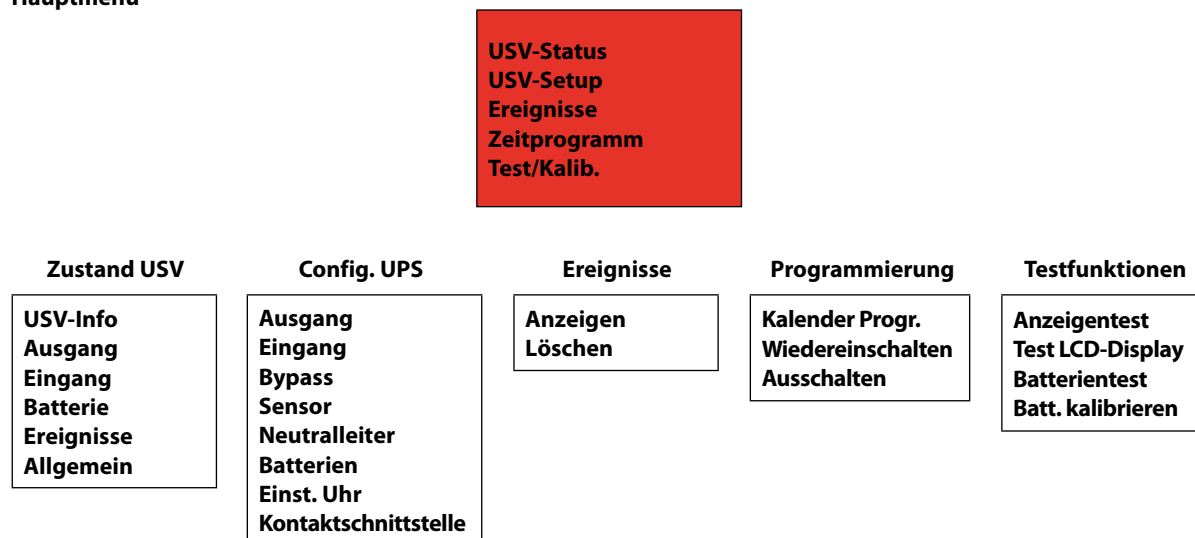 Hauptmenü
USV-Status
USV-Setup
Ereignisse
Zeitprogramm
Test/Kalib.
Zustand USV
USV-Info
Ausgang
Eingang
Batterie
Ereignisse
Allgemein
Config. UPS
Ausgang
Eingang
Bypass
Sensor
Neutralleiter
Batterien
Einst. Uhr
Kontaktschnittstelle
Ereignisse
Anzeigen
Löschen
Programmierung
Kalender Progr.
Wiedereinschalten
Ausschalten
Testfunktionen
Anzeigentest
Test LCD-Display
Batterientest
Batt. kalibrieren